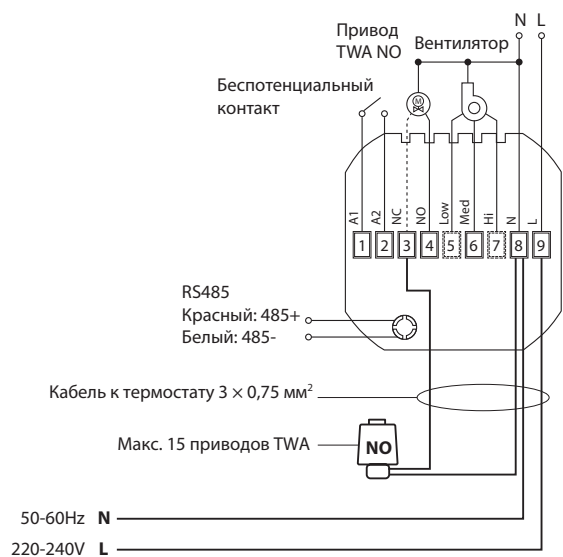 N L
Привод
TWA NO
Вентилятор
Беспотенциальный
контакт
M
A1 A2 NC NO Low Med Hi N L
1 2 3 4 5 6 7 8 9
RS485
Красный: 485+
Белый: 485-
Кабель к термостату 3 × 0,75 мм²
Макс. 15 приводов TWA
NO
50-60Hz N
220-240V L